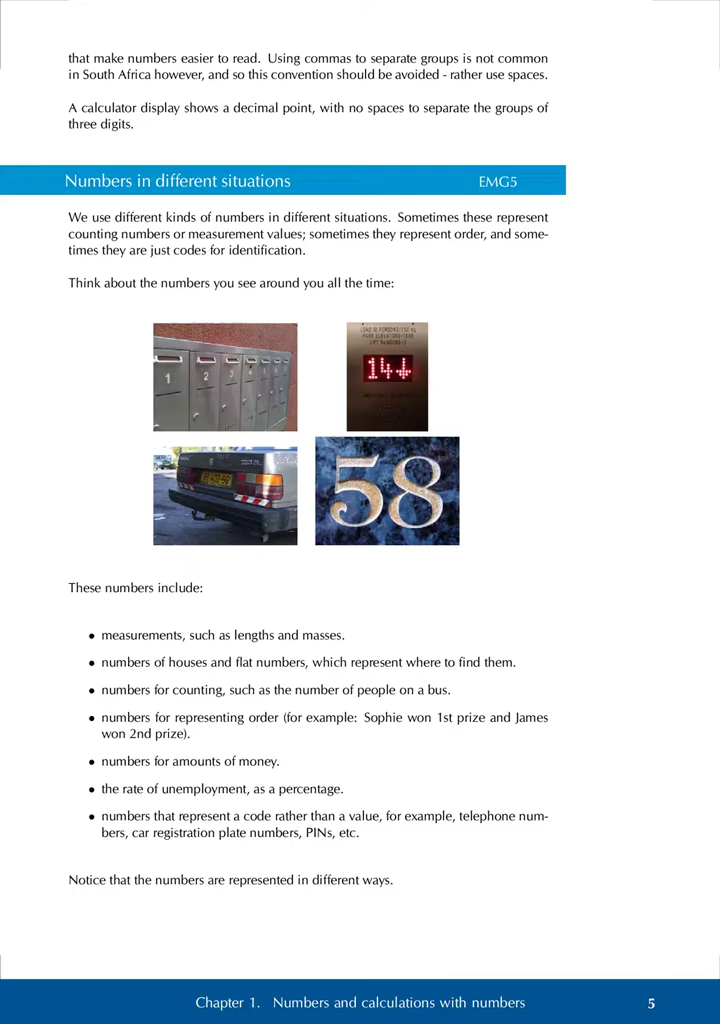 that make numbers easier to read. Using commas to separate groups is not common
in South Africa however, and so this convention should be avoided - rather use spaces.
A calculator display shows a decimal point, with no spaces to separate the groups of
three digits.
Numbers in different situations EMG5
We use different kinds of numbers in different situations. Sometimes these represent
counting numbers or measurement values; sometimes they represent order, and some-
times they are just codes for identification.
Think about the numbers you see around you all the time:
1 2 3 4
LOAD 10 PERSONS/
14
58
These numbers include:
• measurements, such as lengths and masses.
• numbers of houses and flat numbers, which represent where to find them.
• numbers for counting, such as the number of people on a bus.
• numbers for representing order (for example: Sophie won 1st prize and James
won 2nd prize).
• numbers for amounts of money.
• the rate of unemployment, as a percentage.
• numbers that represent a code rather than a value, for example, telephone num-
bers, car registration plate numbers, PINs, etc.
Notice that the numbers are represented in different ways.
Chapter 1. Numbers and calculations with numbers 5